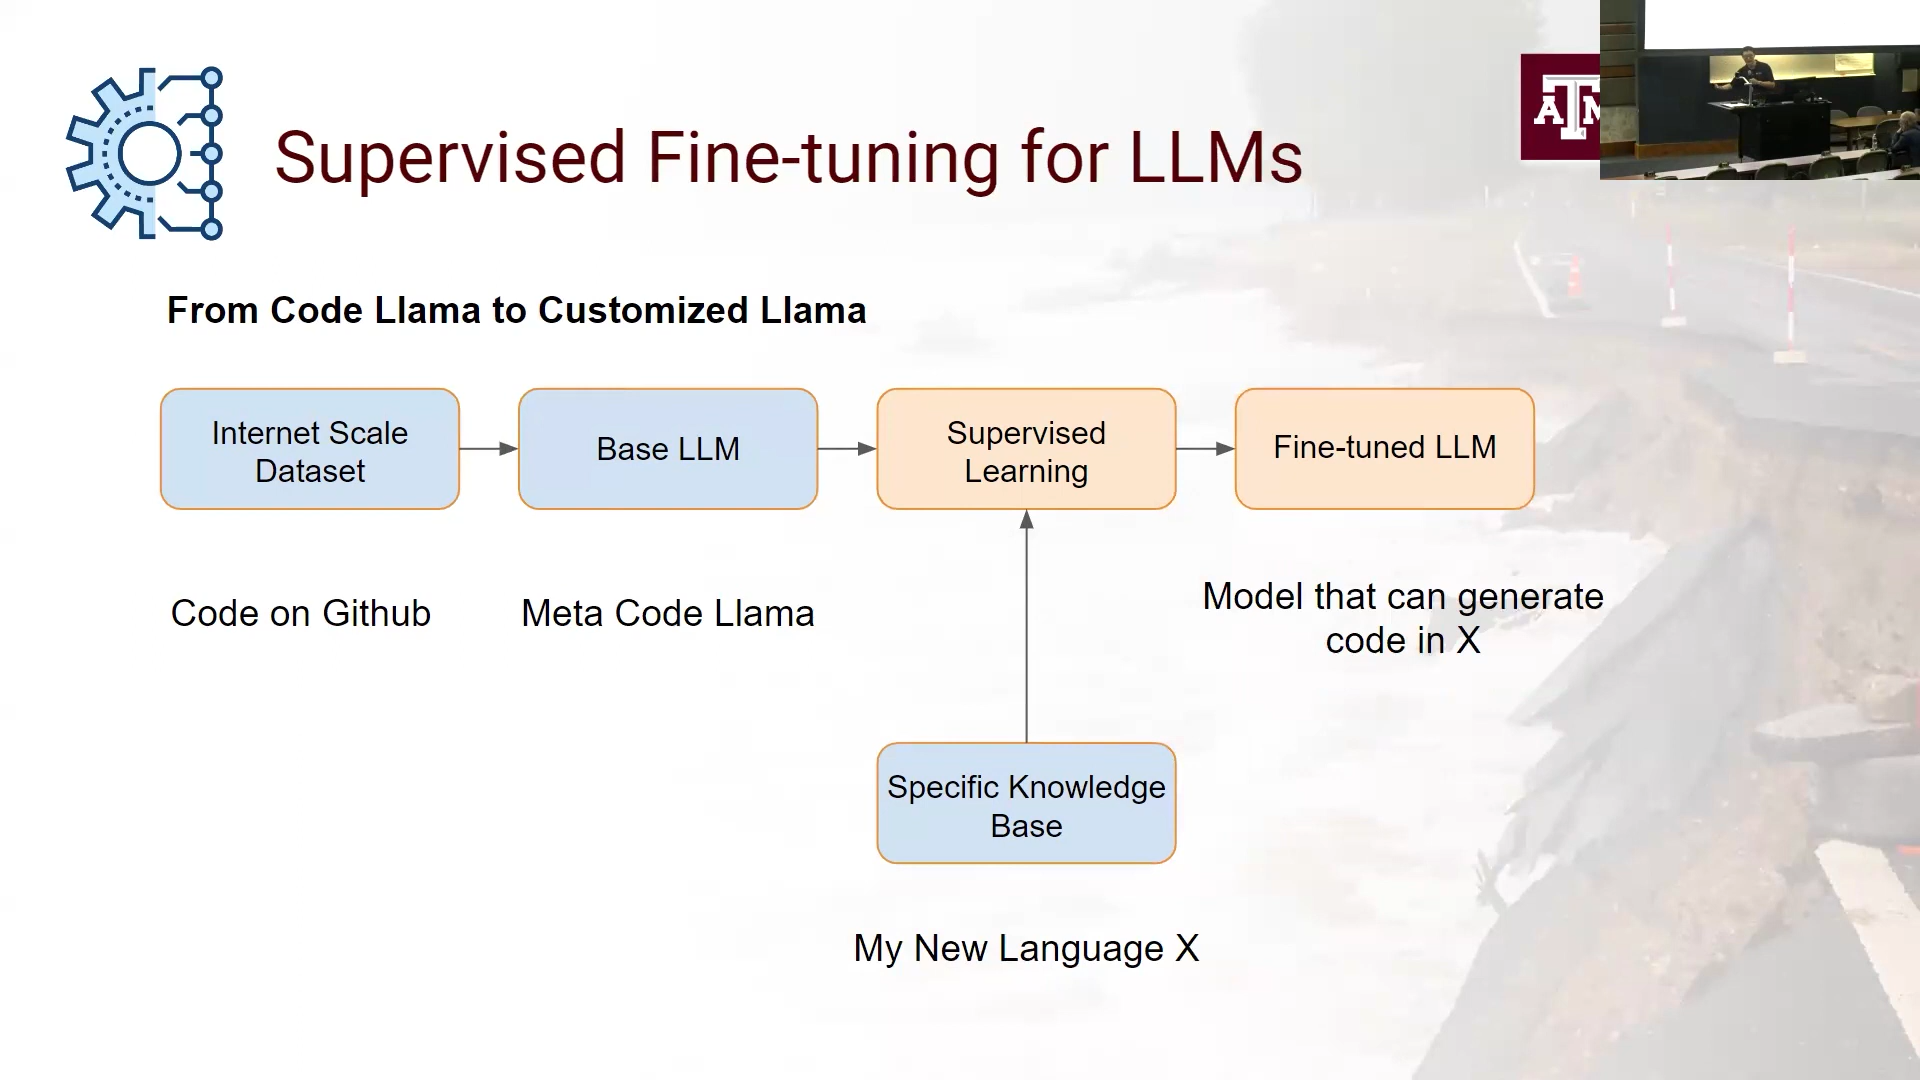 Supervised Fine-tuning for LLMs
From Code Llama to Customized Llama
Internet Scale
Dataset
Base LLM
Supervised
Learning
Fine-tuned LLM
Code on Github
Meta Code Llama
Model that can generate
code in X
Specific Knowledge
Base
My New Language X